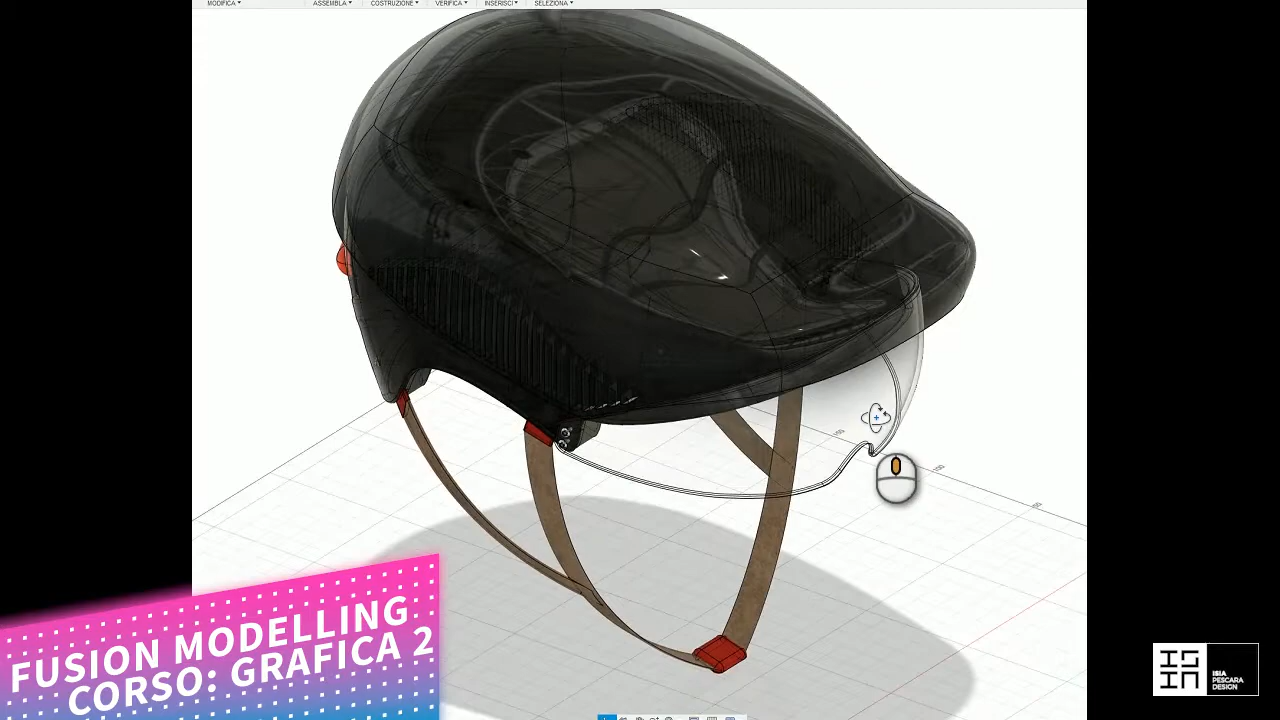 MODIFICA ASSEMBLA COSTRUZIONE VERIFICA INSERISCI SELEZIONA
FUSION MODELLING
CORSO: GRAFICA 2
ISIA
PESCARA
DESIGN